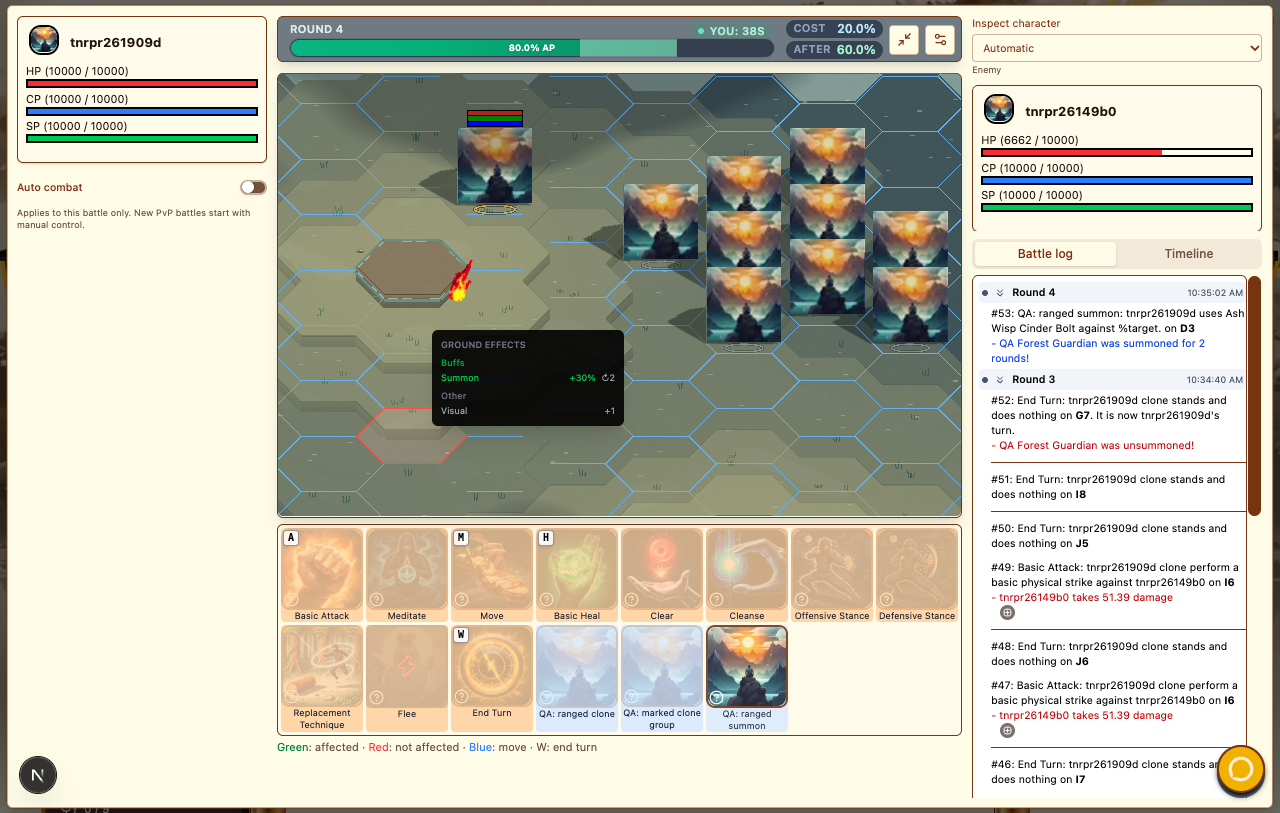 tnrpr261909d
HP (10000 / 10000)
CP (10000 / 10000)
SP (10000 / 10000)
Auto combat
Applies to this battle only. New PvP battles start with
manual control.
ROUND 4
YOU: 38S
80.0% AP
COST 20.0%
AFTER 60.0%
GROUND EFFECTS
Buffs
Summon +30% 2
Other
Visual +1
A
Basic Attack
Meditate
M
Move
H
Basic Heal
Clear
Cleanse
Offensive Stance
Defensive Stance
Replacement
Technique
Flee
W
End Turn
QA: ranged clone
QA: marked clone
group
QA: ranged
summon
Green: affected · Red: not affected · Blue: move · W: end turn
Inspect character
Automatic
Enemy
tnrpr26149b0
HP (6662 / 10000)
CP (10000 / 10000)
SP (10000 / 10000)
Battle log
Timeline
Round 4 10:35:02 AM
#53: QA: ranged summon: tnrpr261909d uses Ash
Wisp Cinder Bolt against %target. on D3
- QA Forest Guardian was summoned for 2
rounds!
Round 3 10:34:40 AM
#52: End Turn: tnrpr261909d clone stands and
does nothing on G7. It is now tnrpr261909d's
turn.
- QA Forest Guardian was unsummoned!
#51: End Turn: tnrpr261909d clone stands and
does nothing on I8
#50: End Turn: tnrpr261909d clone stands and
does nothing on J5
#49: Basic Attack: tnrpr261909d clone perform a
basic physical strike against tnrpr26149b0 on I6
- tnrpr26149b0 takes 51.39 damage
#48: End Turn: tnrpr261909d clone stands and
does nothing on J6
#47: Basic Attack: tnrpr261909d clone perform a
basic physical strike against tnrpr26149b0 on I6
- tnrpr26149b0 takes 51.39 damage
#46: End Turn: tnrpr261909d clone stands
does nothing on I7
N